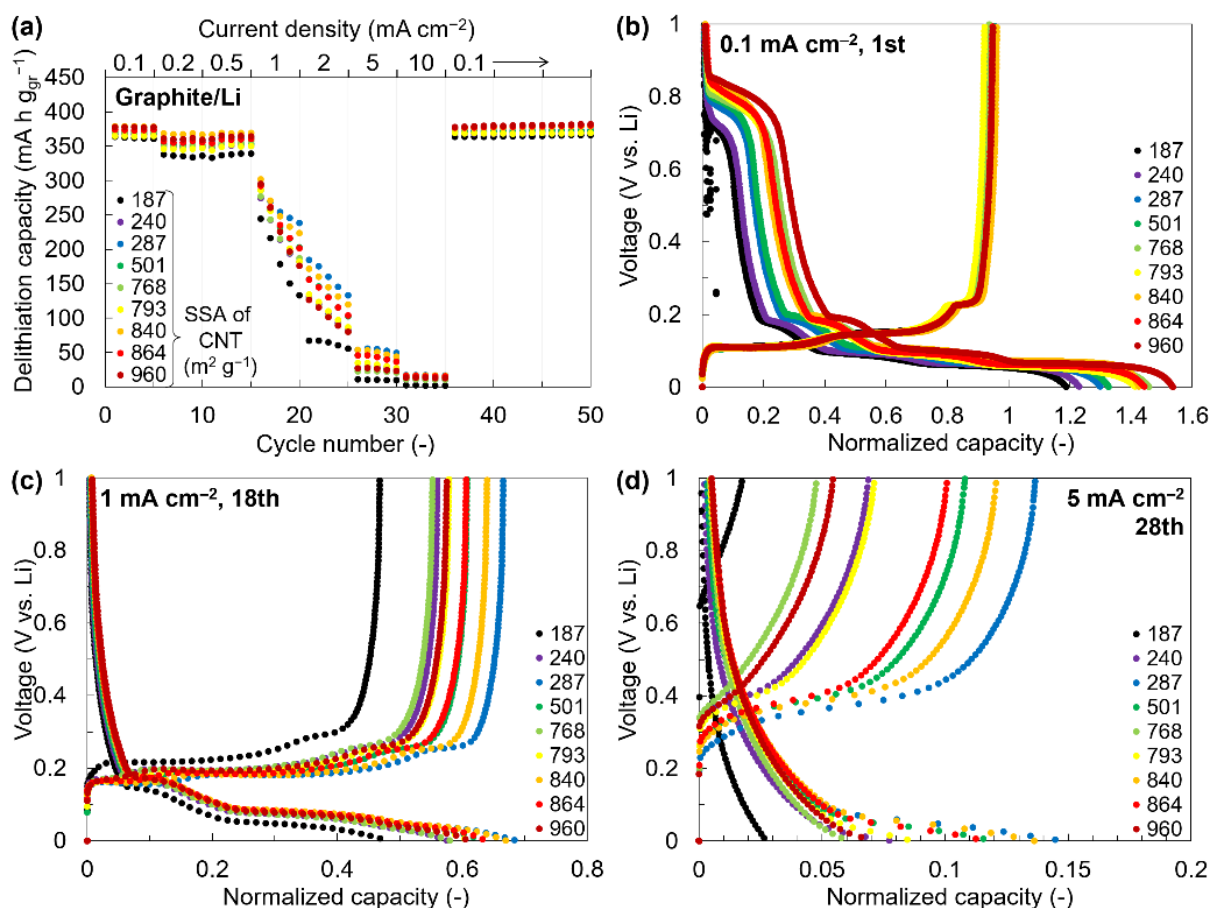 (a)
Current density (mA cm⁻²)
0.1 0.2 0.5 1 2 5 10 0.1
Graphite/Li
Delithiation capacity (mA h g_gr⁻¹)
450
400
350
300
250
200
150
100
50
0
187
240
287
501
768
793
840
864
960
SSA of
CNT
(m² g⁻¹)
0 10 20 30 40 50
Cycle number (-)
(b)
0.1 mA cm⁻², 1st
Voltage (V vs. Li)
1
0.8
0.6
0.4
0.2
0
187
240
287
501
768
793
840
864
960
0 0.2 0.4 0.6 0.8 1 1.2 1.4 1.6
Normalized capacity (-)
(c)
1 mA cm⁻², 18th
Voltage (V vs. Li)
1
0.8
0.6
0.4
0.2
0
187
240
287
501
768
793
840
864
960
0 0.2 0.4 0.6 0.8
Normalized capacity (-)
(d)
5 mA cm⁻²
28th
Voltage (V vs. Li)
1
0.8
0.6
0.4
0.2
0
187
240
287
501
768
793
840
864
960
0 0.05 0.1 0.15 0.2
Normalized capacity (-)